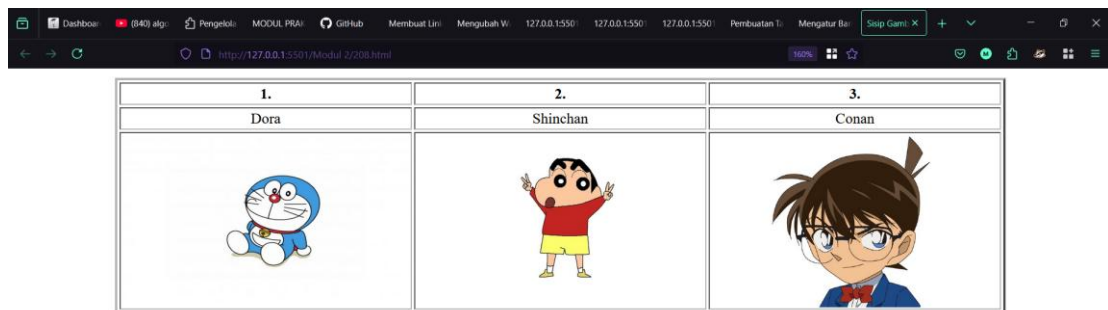 Dashboar (840) algo Pengelola MODUL PRAK GitHub Membuat Lin Mengubah W 127.0.0.1:5501 127.0.0.1:5501 127.0.0.1:5501 Pembuatan Ta Mengatur Bar Sisip Gamb
http://127.0.0.1:5501/Modul 2/208.html 160%
1. 2. 3.
Dora Shinchan Conan